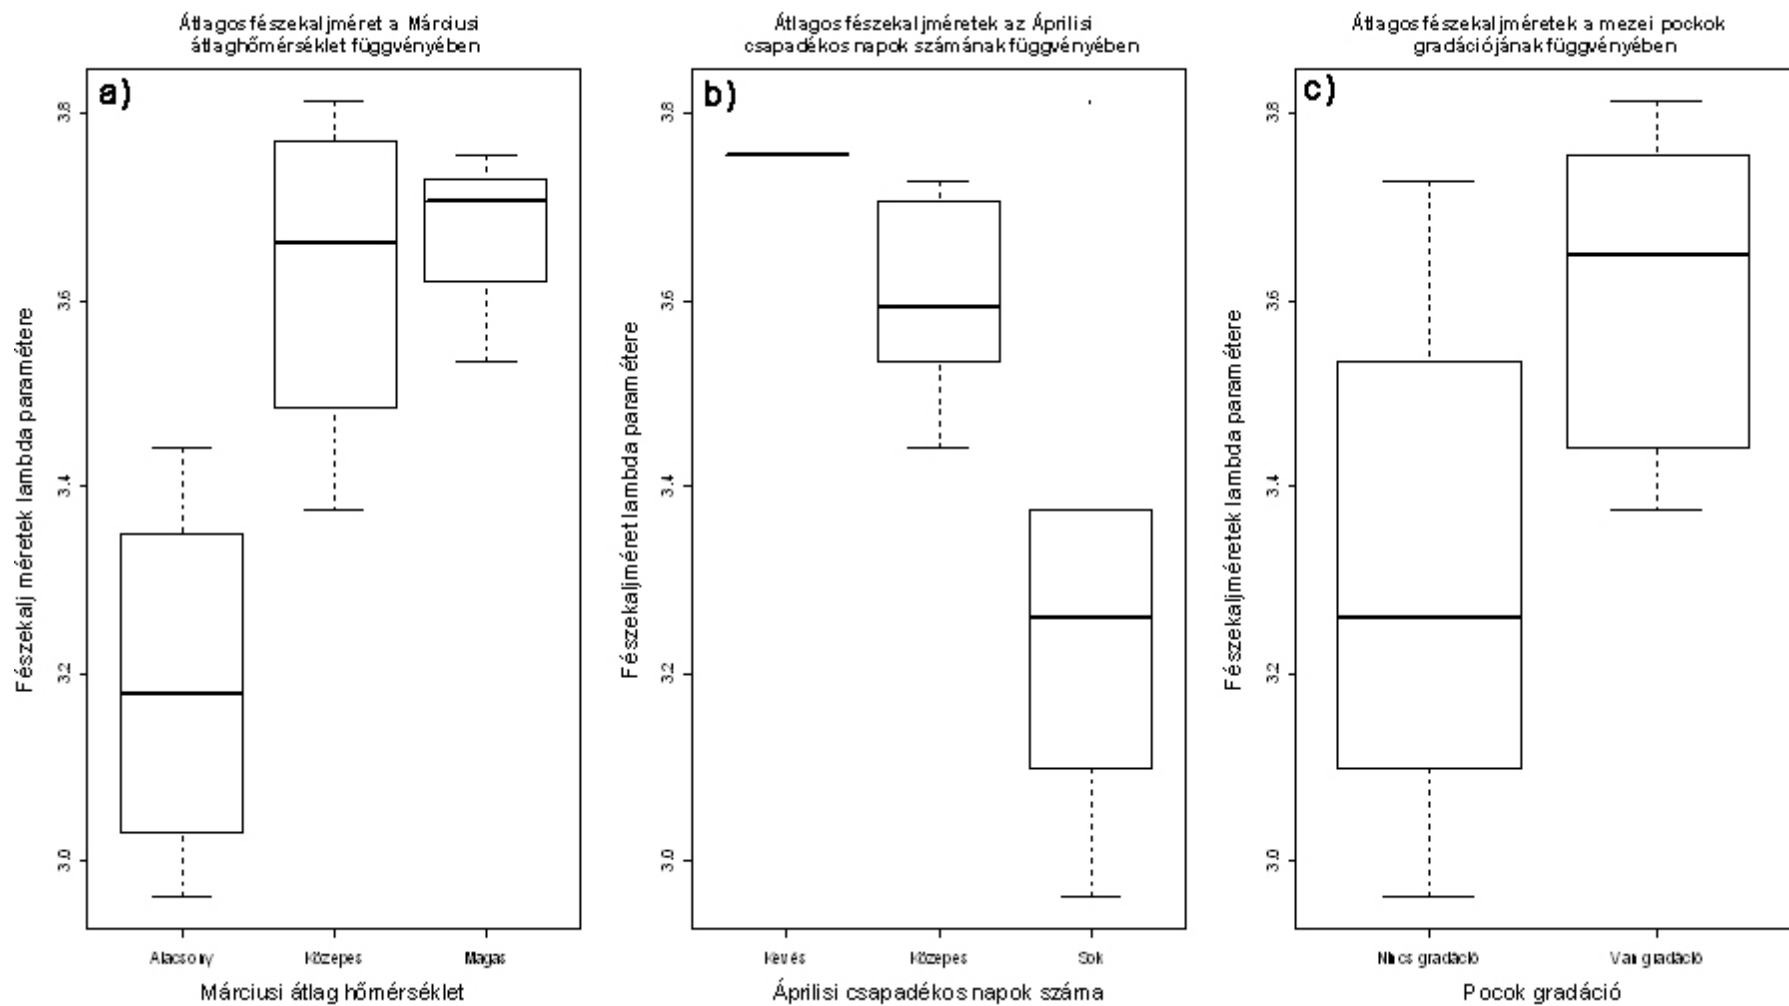 Átlagos fészekaljméret a Márciusi
átlaghőmérséklet függvényében
a)
3.8
3.6
3.4
3.2
3.0
Fészekalj méretek lambda paramétere
Alacsony
Közepes
Magas
Márciusi átlag hőmérséklet
Átlagos fészekaljméretek az Áprilisi
csapadékos napok számának függvényében
b)
3.8
3.6
3.4
3.2
3.0
Fészekaljméret lambda paramétere
Kevés
Közepes
Sok
Áprilisi csapadékos napok száma
Átlagos fészekaljméretek a mezei pockok
gradációjának függvényében
c)
3.8
3.6
3.4
3.2
3.0
Fészekaljméretek lambda paramétere
Nincs gradáció
Van gradáció
Pocok gradáció